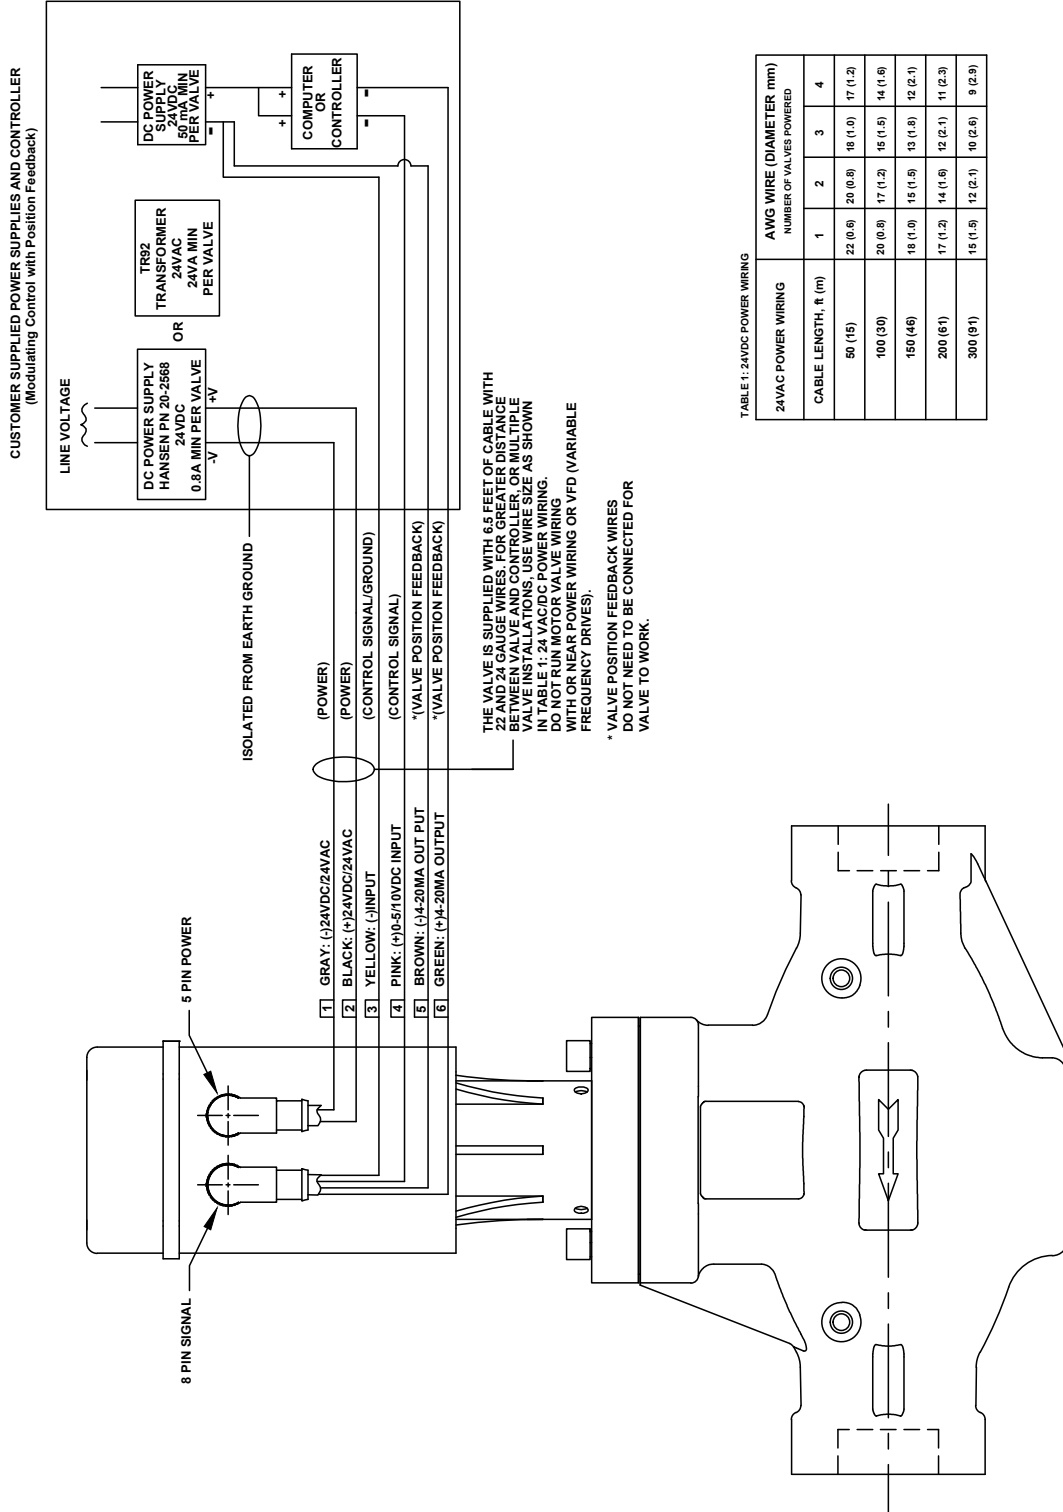 CUSTOMER SUPPLIED POWER SUPPLIES AND CONTROLLER
(Modulating Control with Position Feedback)
LINE VOLTAGE
DC POWER SUPPLY
HANSEN PN 20-2568
24VDC
0.8A MIN PER VALVE
-V
+V
OR
TR92
TRANSFORMER
24VAC
24VA MIN
PER VALVE
DC POWER
SUPPLY
24VDC
50 mA MIN
PER VALVE
-
+
+
+
COMPUTER
OR
CONTROLLER
-
-
ISOLATED FROM EARTH GROUND
8 PIN SIGNAL
5 PIN POWER
1 GRAY: (-)24VDC/24VAC (POWER)
2 BLACK: (+)24VDC/24VAC (POWER)
3 YELLOW: (-)INPUT (CONTROL SIGNAL/GROUND)
4 PINK: (+)0-5/10VDC INPUT (CONTROL SIGNAL)
5 BROWN: (-)4-20MA OUT PUT *(VALVE POSITION FEEDBACK)
6 GREEN: (+)4-20MA OUTPUT *(VALVE POSITION FEEDBACK)
THE VALVE IS SUPPLIED WITH 6.5 FEET OF CABLE WITH
22 AND 24 GAUGE WIRES. FOR GREATER DISTANCE
BETWEEN VALVE AND CONTROLLER, OR MULTIPLE
VALVE INSTALLATIONS, USE WIRE SIZE AS SHOWN
IN TABLE 1: 24 VAC/DC POWER WIRING.
DO NOT RUN MOTOR VALVE WIRING
WITH OR NEAR POWER WIRING OR VFD (VARIABLE
FREQUENCY DRIVES).
* VALVE POSITION FEEDBACK WIRES
DO NOT NEED TO BE CONNECTED FOR
VALVE TO WORK.
TABLE 1: 24VDC POWER WIRING
24VAC POWER WIRING
AWG WIRE (DIAMETER mm)
NUMBER OF VALVES POWERED
CABLE LENGTH, ft (m) 1 2 3 4
50 (15) 22 (0.6) 20 (0.8) 18 (1.0) 17 (1.2)
100 (30) 20 (0.8) 17 (1.2) 15 (1.5) 14 (1.6)
150 (46) 18 (1.0) 15 (1.5) 13 (1.8) 12 (2.1)
200 (61) 17 (1.2) 14 (1.6) 12 (2.1) 11 (2.3)
300 (91) 15 (1.5) 12 (2.1) 10 (2.6) 9 (2.9)